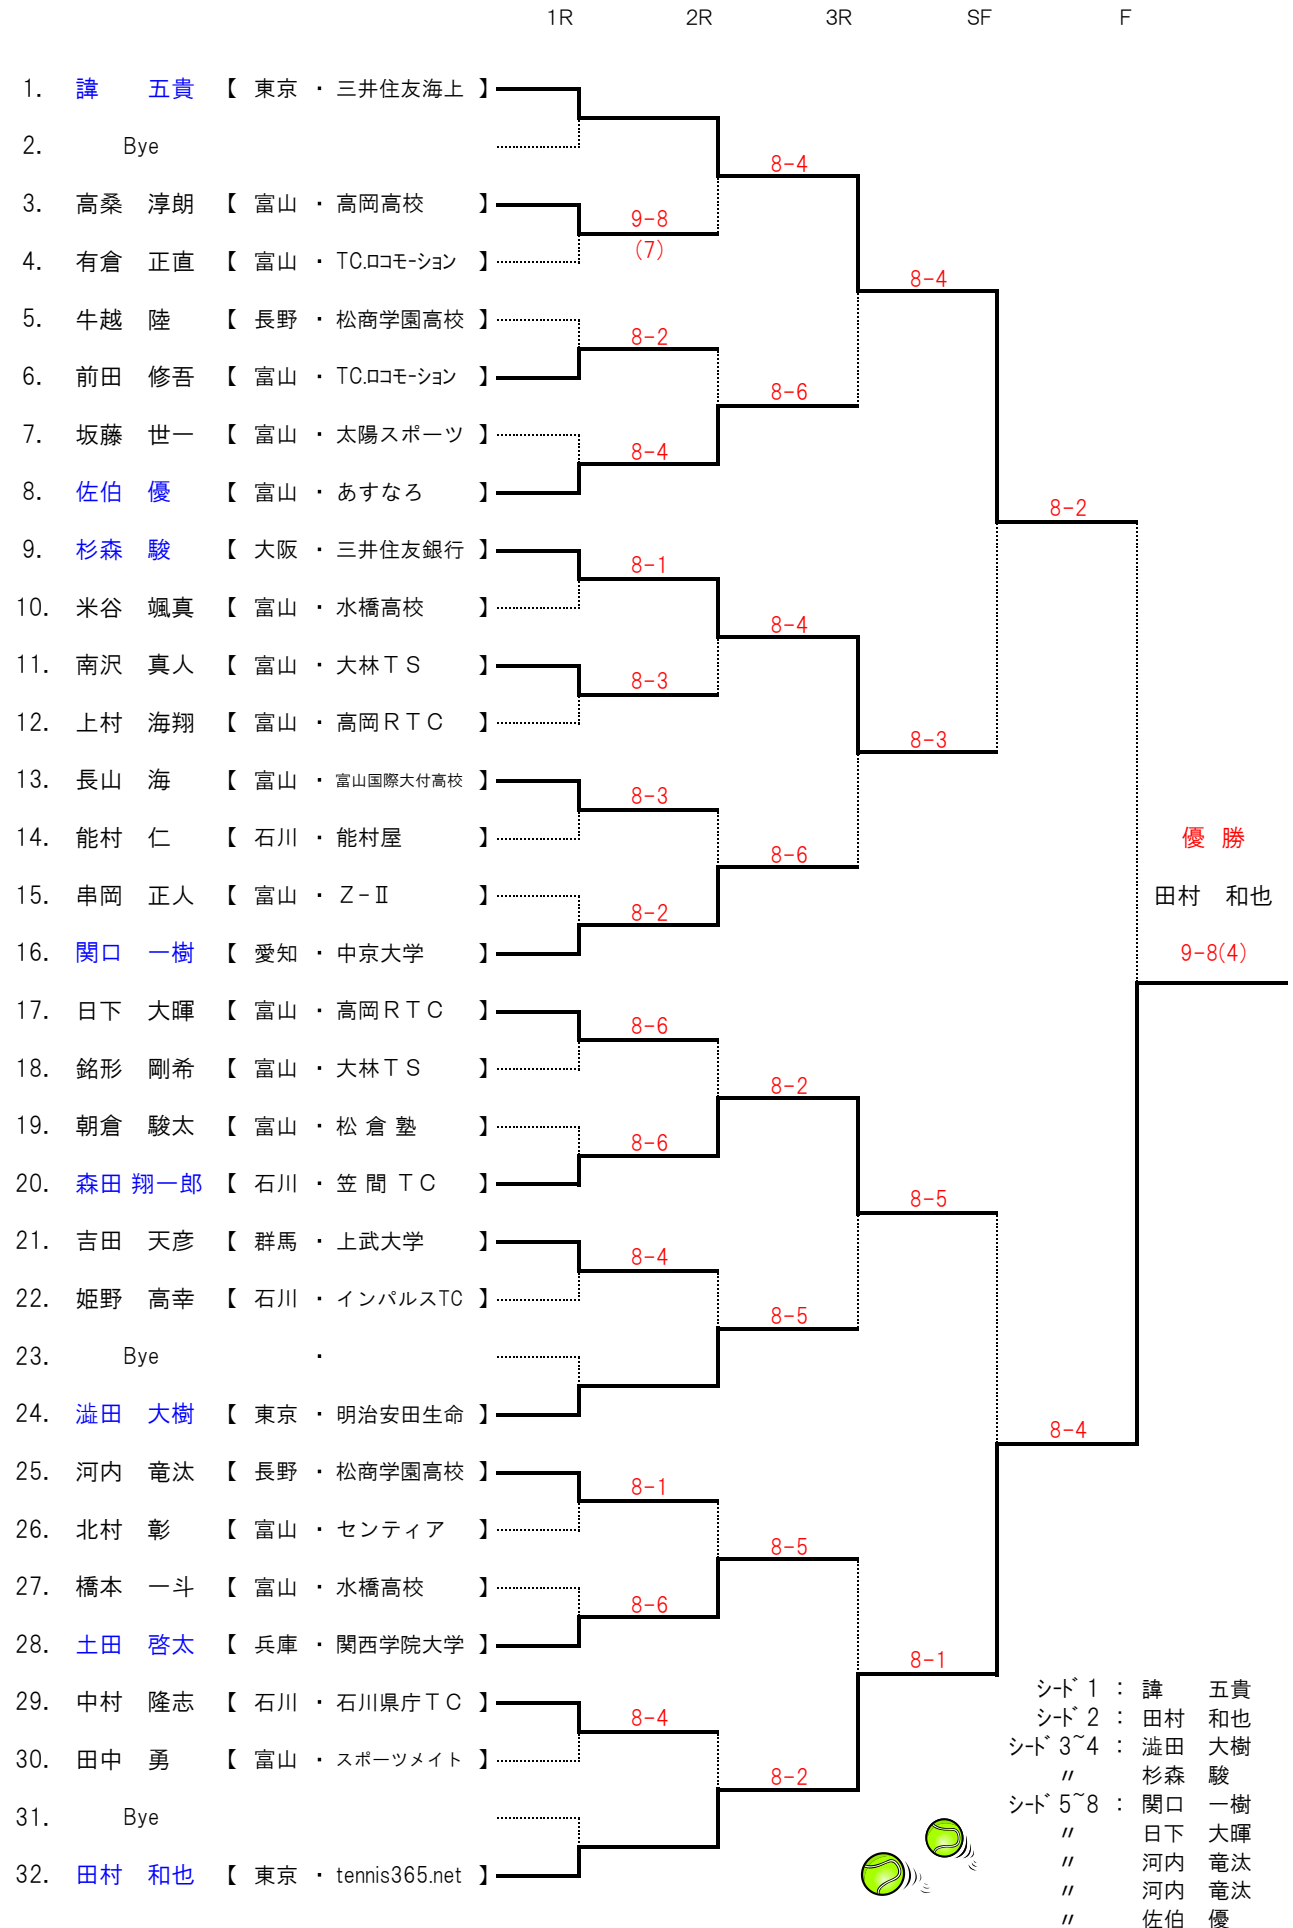 1R 2R 3R SF F
1. 諱 五貴 【 東京 ・ 三井住友海上 】
2. Bye
8-4
3. 高桑 淳朗 【 富山 ・ 高岡高校 】 9-8
(7)
4. 有倉 正直 【 富山 ・ TC.ﾛｺﾓｰｼｮﾝ 】
8-4
5. 牛越 陸 【 長野 ・ 松商学園高校 】
8-2
6. 前田 修吾 【 富山 ・ TC.ﾛｺﾓｰｼｮﾝ 】
8-6
7. 坂藤 世一 【 富山 ・ 太陽スポーツ 】
8-4
8. 佐伯 優 【 富山 ・ あすなろ 】
8-2
9. 杉森 駿 【 大阪 ・ 三井住友銀行 】
8-1
10. 米谷 颯真 【 富山 ・ 水橋高校 】
8-4
11. 南沢 真人 【 富山 ・ 大林ＴＳ 】
8-3
12. 上村 海翔 【 富山 ・ 高岡ＲＴＣ 】
8-3
13. 長山 海 【 富山 ・ 富山国際大付高校 】
8-3
14. 能村 仁 【 石川 ・ 能村屋 】
優 勝
8-6
15. 串岡 正人 【 富山 ・ Ｚ-Ⅱ 】
田村 和也
8-2
16. 関口 一樹 【 愛知 ・ 中京大学 】
9-8(4)
17. 日下 大暉 【 富山 ・ 高岡ＲＴＣ 】
8-6
18. 銘形 剛希 【 富山 ・ 大林ＴＳ 】
8-2
19. 朝倉 駿太 【 富山 ・ 松 倉 塾 】
8-6
20. 森田 翔一郎 【 石川 ・ 笠 間 ＴＣ 】
8-5
21. 吉田 天彦 【 群馬 ・ 上武大学 】
8-4
22. 姫野 高幸 【 石川 ・ インパルスTC 】
8-5
23. Bye ・
24. 澁田 大樹 【 東京 ・ 明治安田生命 】
8-4
25. 河内 竜汰 【 長野 ・ 松商学園高校 】
8-1
26. 北村 彰 【 富山 ・ センティア 】
8-5
27. 橋本 一斗 【 富山 ・ 水橋高校 】
8-6
28. 土田 啓太 【 兵庫 ・ 関西学院大学 】
8-1
29. 中村 隆志 【 石川 ・ 石川県庁ＴＣ 】
8-4
30. 田中 勇 【 富山 ・ スポーツメイト 】
8-2
31. Bye
32. 田村 和也 【 東京 ・ tennis365.net 】
ｼｰﾄﾞ 1 ： 諱 五貴
ｼｰﾄﾞ 2 ： 田村 和也
ｼｰﾄﾞ 3~4 ： 澁田 大樹
〃 杉森 駿
ｼｰﾄﾞ 5~8 ： 関口 一樹
〃 日下 大暉
〃 河内 竜汰
〃 河内 竜汰
〃 佐伯 優